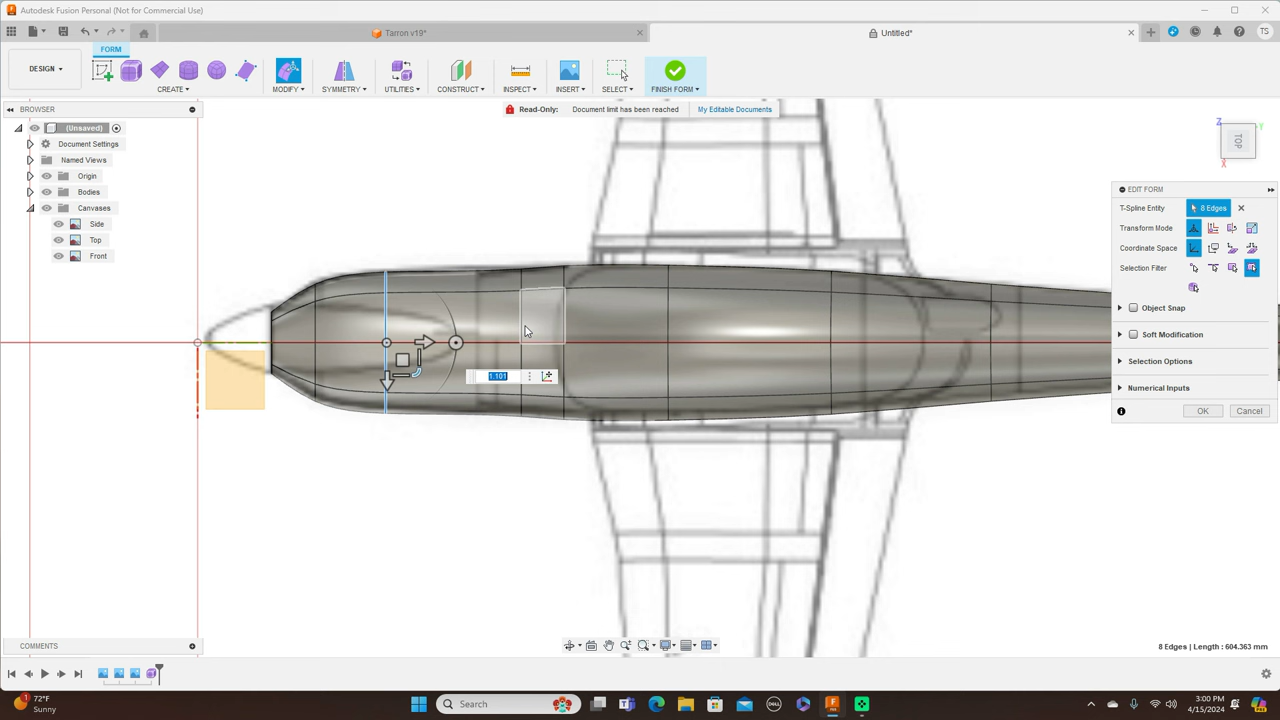 Autodesk Fusion Personal (Not for Commercial Use)
Tarron v19*
Untitled*
TS
FORM
DESIGN
CREATE
MODIFY
SYMMETRY
UTILITIES
CONSTRUCT
INSPECT
INSERT
SELECT
FINISH FORM
BROWSER
Read-Only: Document limit has been reached My Editable Documents
(Unsaved)
Document Settings
Named Views
Origin
Bodies
Canvases
Side
Top
Front
Z
Y
TOP
X
EDIT FORM
T-Spline Entity 8 Edges
Transform Mode
Coordinate Space
Selection Filter
Object Snap
Soft Modification
Selection Options
Numerical Inputs
OK Cancel
1.101
COMMENTS
8 Edges | Length : 604.363 mm
72°F
Sunny
Search
DELL
3:00 PM
4/15/2024